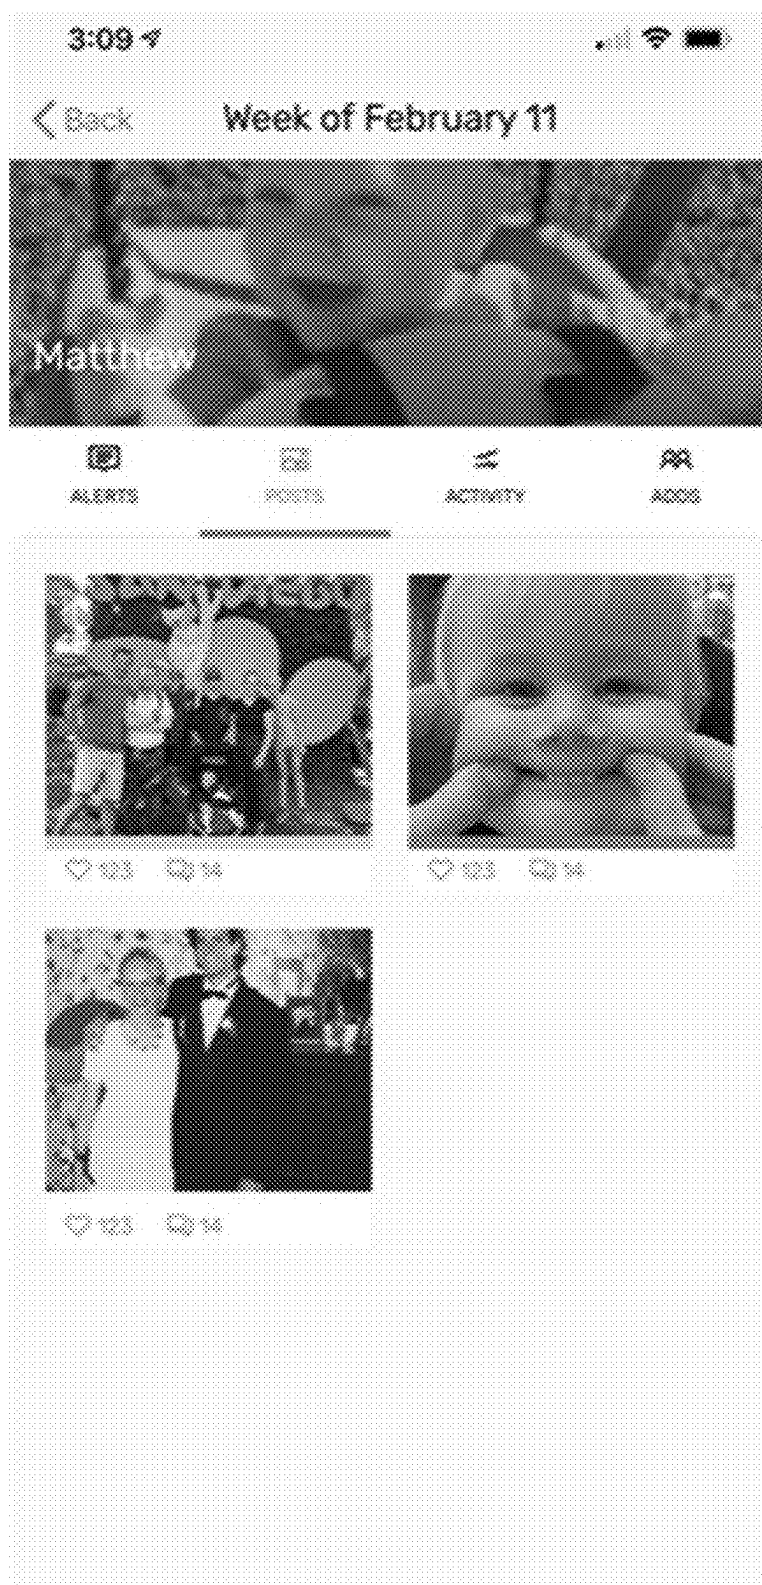 3:09
Back Week of February 11
Matthew
ALERTS POSTS ACTIVITY ADDS
123 14 123 14
123 14